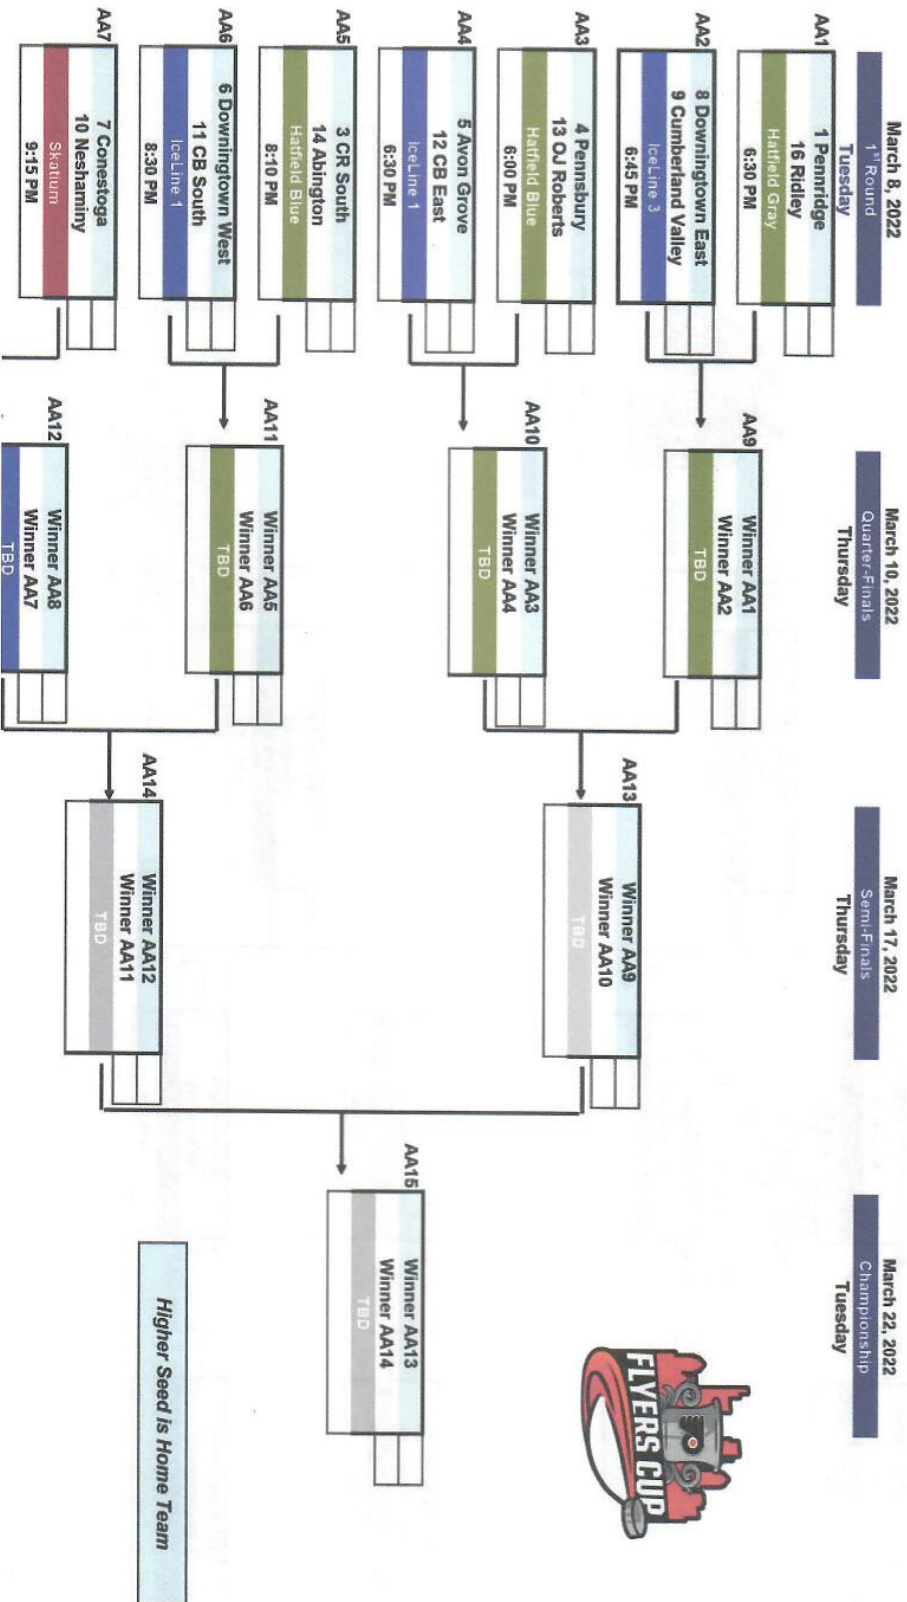 March 8, 2022
1st Round
Tuesday
AA1
1 Pennridge
16 Ridley
Hatfield Gray
6:30 PM
AA2
8 Downingtown East
9 Cumberland Valley
IceLine 3
6:45 PM
AA3
4 Pennsbury
13 OJ Roberts
Hatfield Blue
6:00 PM
AA4
5 Avon Grove
12 CB East
IceLine 1
6:30 PM
AA5
3 CR South
14 Abington
Hatfield Blue
8:10 PM
AA6
6 Downingtown West
11 CB South
IceLine 1
8:30 PM
AA7
7 Conestoga
10 Neshaminy
Skatium
9:15 PM
March 10, 2022
Quarter-Finals
Thursday
AA9
Winner AA1
Winner AA2
TBD
AA10
Winner AA3
Winner AA4
TBD
AA11
Winner AA5
Winner AA6
TBD
AA12
Winner AA8
Winner AA7
TBD
March 17, 2022
Semi-Finals
Thursday
AA13
Winner AA9
Winner AA10
TBD
AA14
Winner AA12
Winner AA11
TBD
March 22, 2022
Championship
Tuesday
AA15
Winner AA13
Winner AA14
TBD
FLYERS CUP
Higher Seed is Home Team